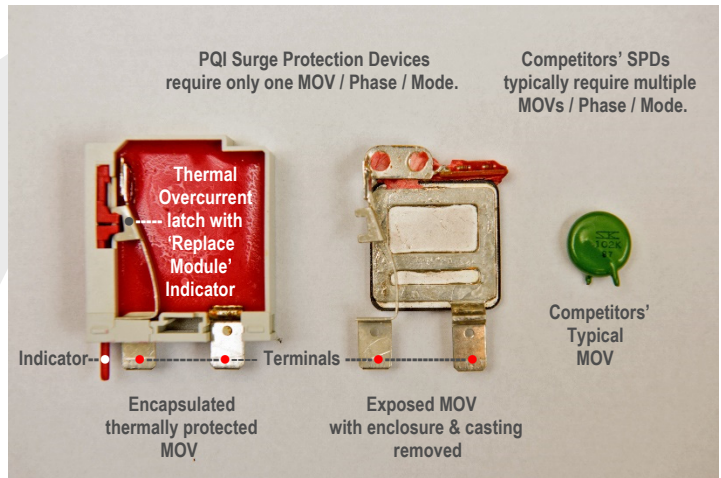 PQI Surge Protection Devices
require only one MOV / Phase / Mode.
Competitors’ SPDs
typically require multiple
MOVs / Phase / Mode.
Thermal
Overcurrent
latch with
‘Replace
Module’
Indicator
102K
Competitors’
Typical
MOV
Indicator
Terminals
Encapsulated
thermally protected
MOV
Exposed MOV
with enclosure & casting
removed